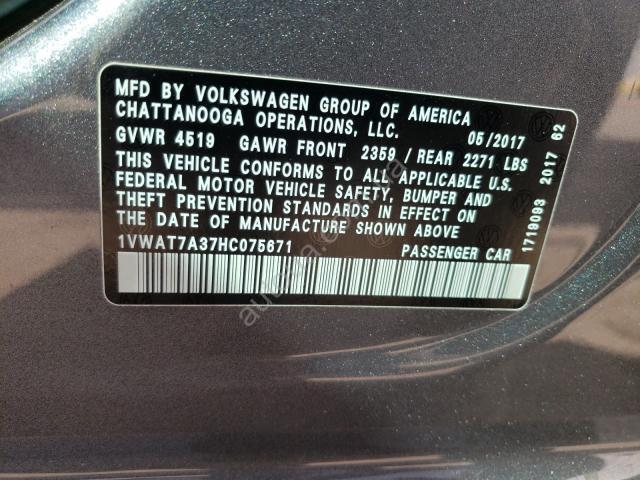 MFD BY VOLKSWAGEN GROUP OF AMERICA
CHATTANOOGA OPERATIONS, LLC. 05/2017
GVWR 4519 GAWR FRONT 2359 / REAR 2271 LBS
THIS VEHICLE CONFORMS TO ALL APPLICABLE U.S.
FEDERAL MOTOR VEHICLE SAFETY, BUMPER AND
THEFT PREVENTION STANDARDS IN EFFECT ON
THE DATE OF MANUFACTURE SHOWN ABOVE
1VWAT7A37HC075671 PASSENGER CAR
1719093 2017 62